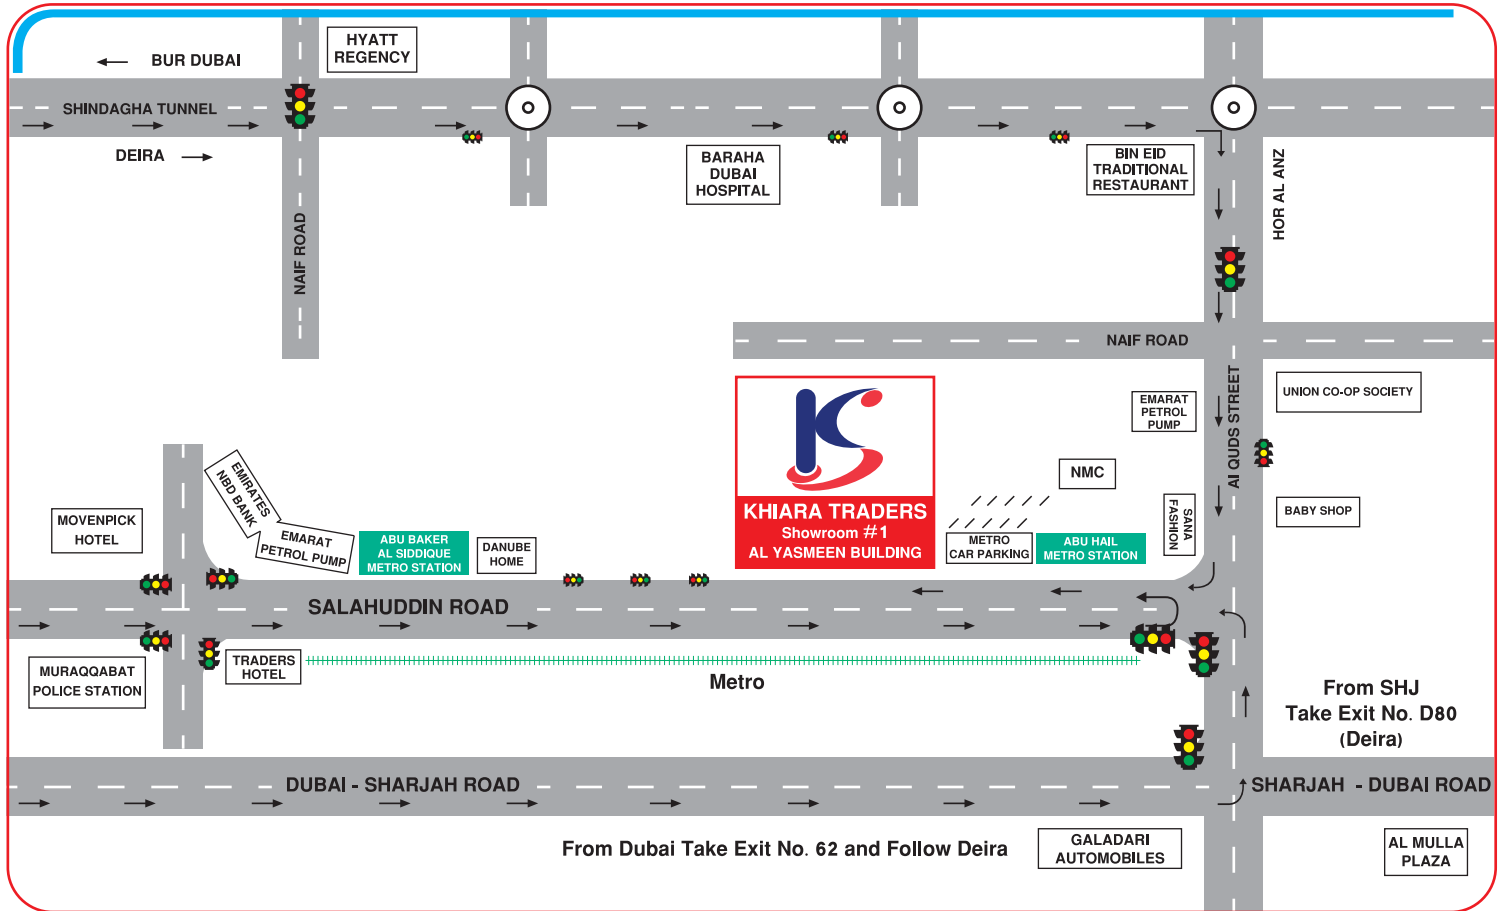 HYATT
REGENCY
BUR DUBAI
SHINDAGHA TUNNEL
DEIRA
BARAHA
DUBAI
HOSPITAL
BIN EID
TRADITIONAL
RESTAURANT
HOR AL ANZ
NAIF ROAD
NAIF ROAD
AI QUDS STREET
EMARAT
PETROL
PUMP
UNION CO-OP SOCIETY
KHIARA TRADERS
Showroom #1
AL YASMEEN BUILDING
NMC
SANA
FASHION
BABY SHOP
METRO
CAR PARKING
ABU HAIL
METRO STATION
MOVENPICK
HOTEL
EMIRATES
NBD BANK
EMARAT
PETROL PUMP
ABU BAKER
AL SIDDIQUE
METRO STATION
DANUBE
HOME
SALAHUDDIN ROAD
MURAQQABAT
POLICE STATION
TRADERS
HOTEL
Metro
From SHJ
Take Exit No. D80
(Deira)
DUBAI - SHARJAH ROAD
SHARJAH - DUBAI ROAD
From Dubai Take Exit No. 62 and Follow Deira
GALADARI
AUTOMOBILES
AL MULLA
PLAZA